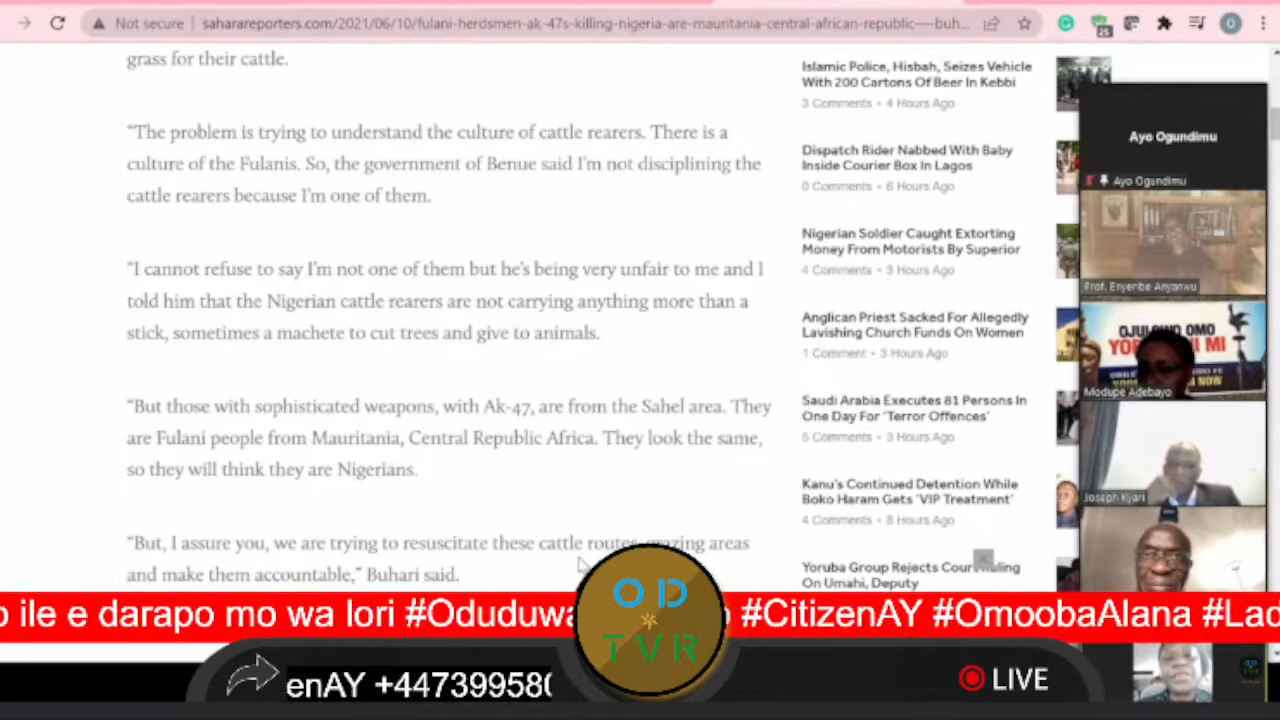 Not secure
saharareporters.com/2021/06/10/fulani-herdsmen-ak-47s-killing-nigeria-are-mauritania-central-african-republic—-buh...
25
O
grass for their cattle.
“The problem is trying to understand the culture of cattle rearers. There is a
culture of the Fulanis. So, the government of Benue said I'm not disciplining the
cattle rearers because I'm one of them.
“I cannot refuse to say I'm not one of them but he's being very unfair to me and I
told him that the Nigerian cattle rearers are not carrying anything more than a
stick, sometimes a machete to cut trees and give to animals.
“But those with sophisticated weapons, with Ak-47, are from the Sahel area. They
are Fulani people from Mauritania, Central Republic Africa. They look the same,
so they will think they are Nigerians.
“But, I assure you, we are trying to resuscitate these cattle routes, grazing areas
and make them accountable,” Buhari said.
Islamic Police, Hisbah, Seizes Vehicle
With 200 Cartons Of Beer In Kebbi
3 Comments • 4 Hours Ago
Dispatch Rider Nabbed With Baby
Inside Courier Box In Lagos
0 Comments • 6 Hours Ago
Nigerian Soldier Caught Extorting
Money From Motorists By Superior
4 Comments • 3 Hours Ago
Anglican Priest Sacked For Allegedly
Lavishing Church Funds On Women
1 Comment • 3 Hours Ago
Saudi Arabia Executes 81 Persons In
One Day For ‘Terror Offences’
5 Comments • 3 Hours Ago
Kanu's Continued Detention While
Boko Haram Gets ‘VIP Treatment’
4 Comments • 8 Hours Ago
Yoruba Group Rejects Court Ruling
On Umahi, Deputy
Ayo Ogundimu
Ayo Ogundimu
Prof. Enyenbe Anyanwu
OJULOWO OMO
MI
NOW
Modupe Adebayo
Joseph Kjari
o ile e darapo mo wa lori #Oduduwa #CitizenAY #OmoobaAlana #Lad
OD
TVR
enAY +447399580
LIVE